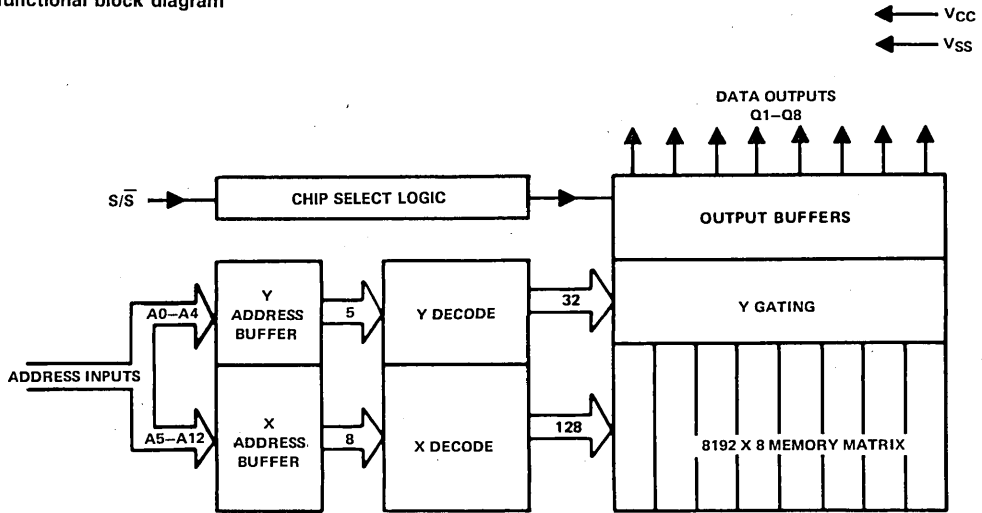 functional block diagram
VCC
VSS
DATA OUTPUTS
Q1–Q8
S/S̅
CHIP SELECT LOGIC
OUTPUT BUFFERS
A0–A4
Y
ADDRESS
BUFFER
5
Y DECODE
32
Y GATING
ADDRESS INPUTS
A5–A12
X
ADDRESS
BUFFER
8
X DECODE
128
8192 X 8 MEMORY MATRIX